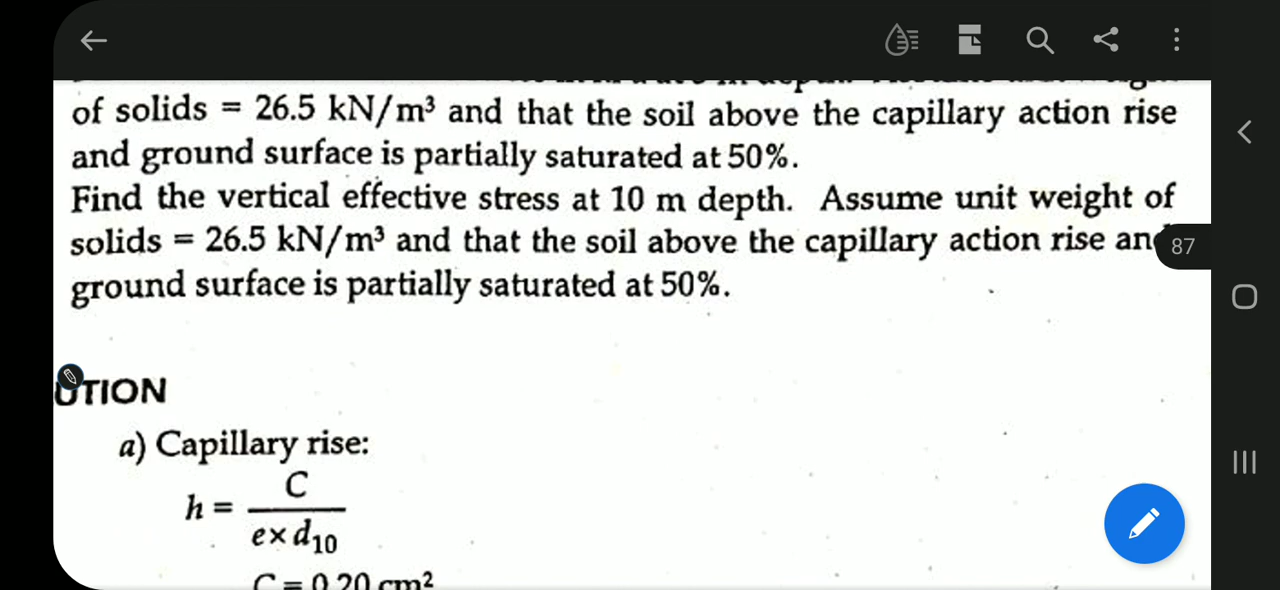 of solids = 26.5 kN/m³ and that the soil above the capillary action rise
and ground surface is partially saturated at 50%.
Find the vertical effective stress at 10 m depth. Assume unit weight of
solids = 26.5 kN/m³ and that the soil above the capillary action rise
87
ground surface is partially saturated at 50%.
UTION
a) Capillary rise:
h = C
e × d₁₀
C = 0.20 cm²